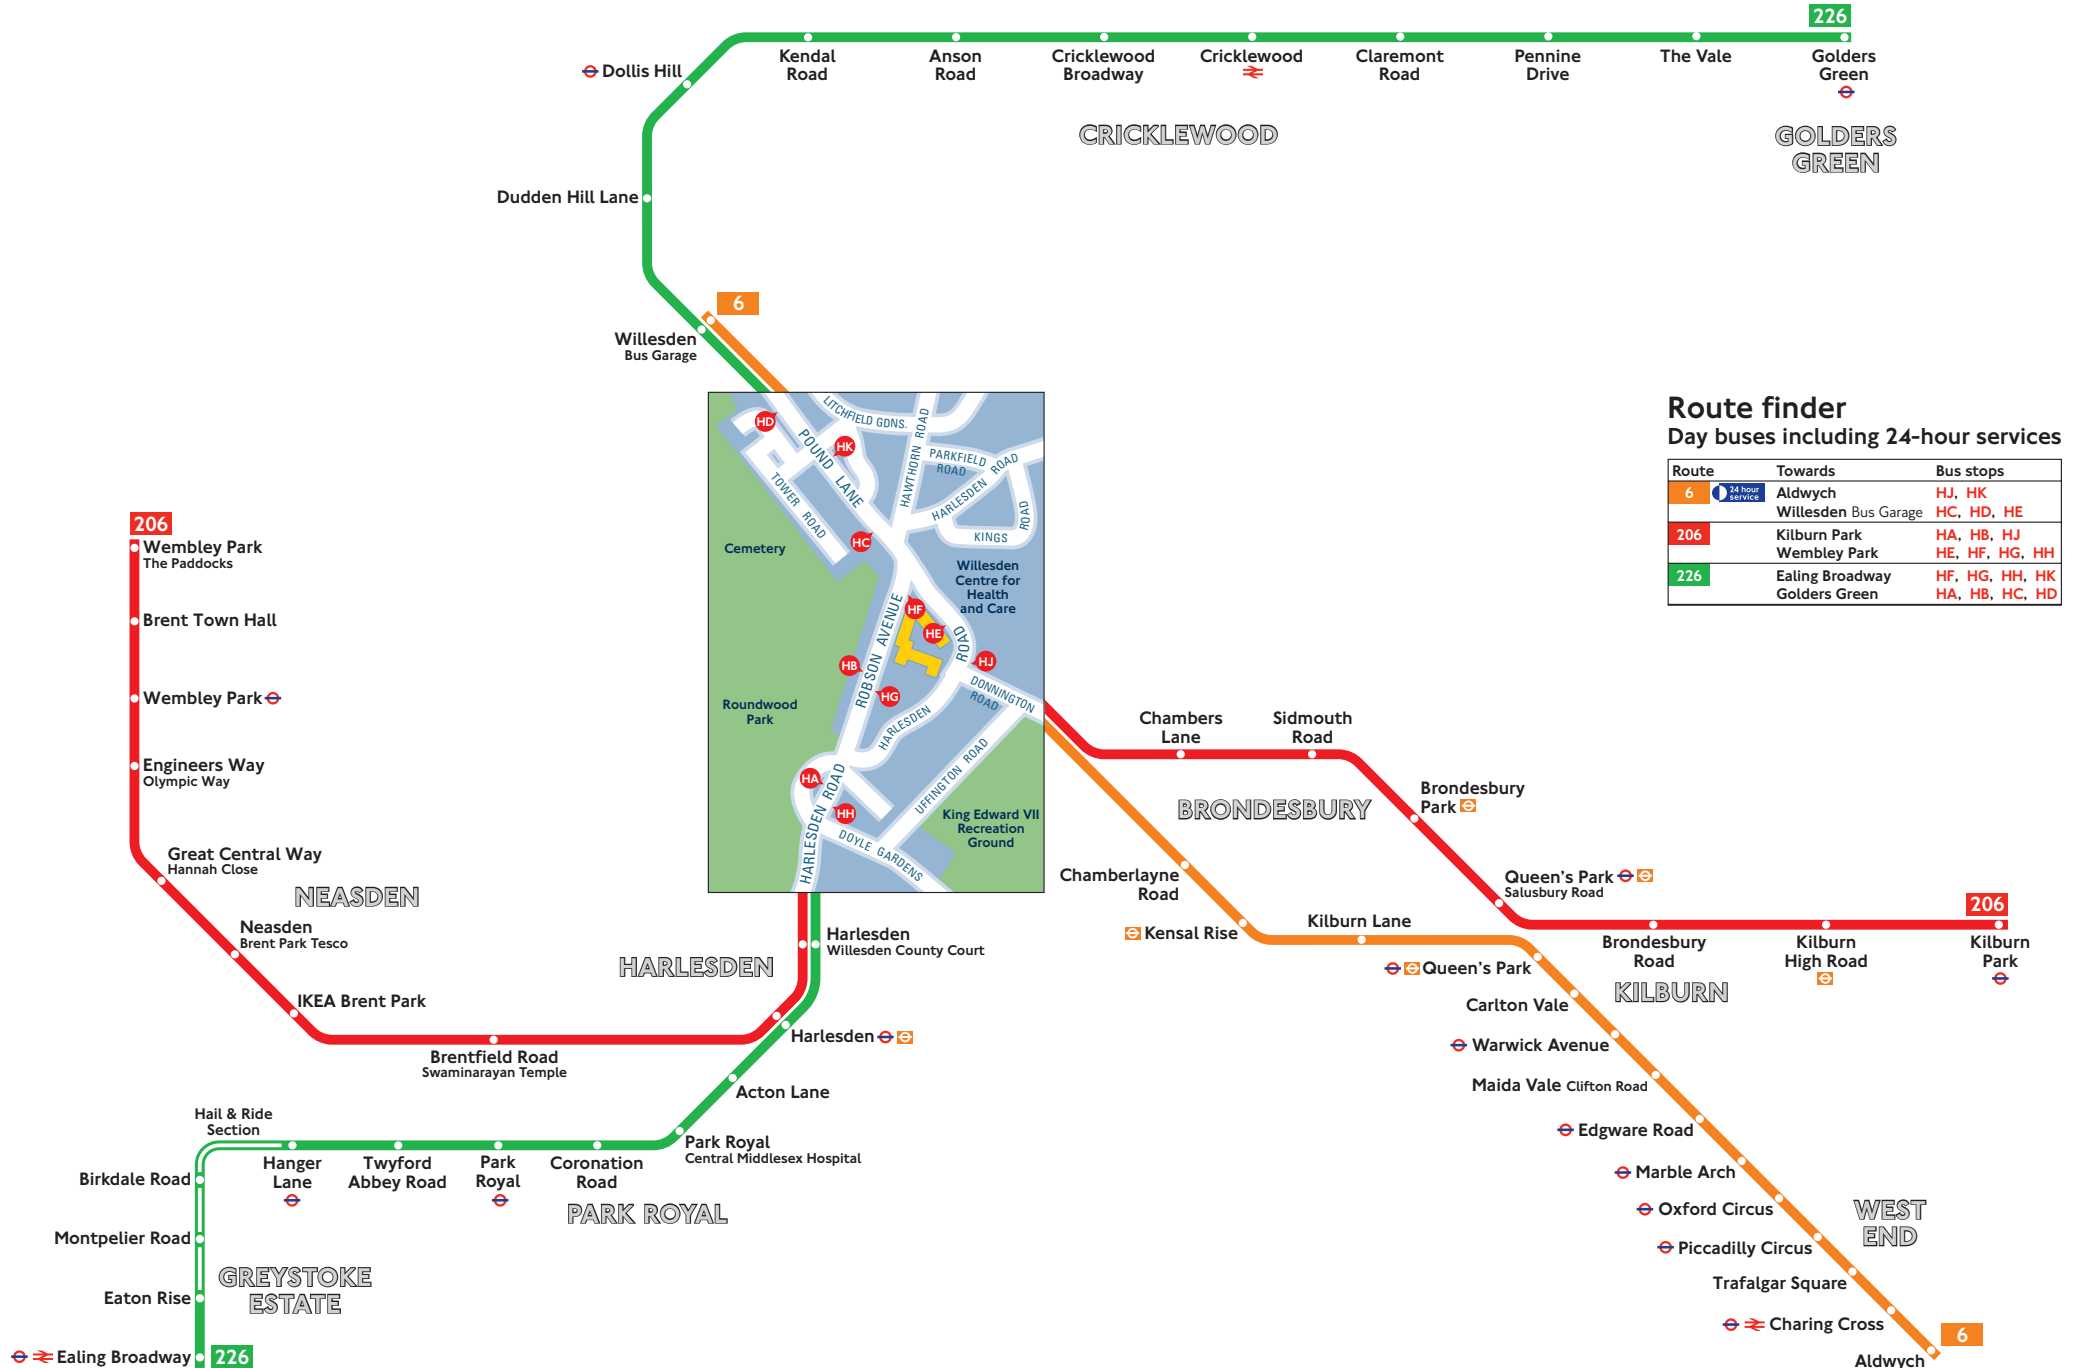 226
Kendal
Road
Anson
Road
Cricklewood
Broadway
Cricklewood
Claremont
Road
Pennine
Drive
The Vale
Golders
Green
Dollis Hill
CRICKLEWOOD
GOLDERS
GREEN
Dudden Hill Lane
6
Willesden
Bus Garage
LITCHFIELD GDNS.
HAWTHORN ROAD
HD
HK
POUND LANE
PARKFIELD
ROAD
HARLESDEN ROAD
TOWER ROAD
KINGS ROAD
HC
Cemetery
Willesden
Centre for
Health
and Care
HF
HE
ROAD
ROBSON AVENUE
HB
HJ
HG
DONNINGTON
ROAD
Roundwood
Park
HARLESDEN
UFFINGTON ROAD
HA
HH
HARLESDEN ROAD
DOYLE GARDENS
King Edward VII
Recreation
Ground
Route finder
Day buses including 24-hour services
Route Towards Bus stops
6 24 hour service Aldwych HJ, HK
Willesden Bus Garage HC, HD, HE
206 Kilburn Park HA, HB, HJ
Wembley Park HE, HF, HG, HH
226 Ealing Broadway HF, HG, HH, HK
Golders Green HA, HB, HC, HD
206
Wembley Park
The Paddocks
Brent Town Hall
Wembley Park
Engineers Way
Olympic Way
Great Central Way
Hannah Close
NEASDEN
Neasden
Brent Park Tesco
IKEA Brent Park
Brentfield Road
Swaminarayan Temple
HARLESDEN
Harlesden
Willesden County Court
Harlesden
Acton Lane
Park Royal
Central Middlesex Hospital
Coronation
Road
Park
Royal
Twyford
Abbey Road
Hanger
Lane
PARK ROYAL
Hail & Ride
Section
Birkdale Road
Montpelier Road
GREYSTOKE
ESTATE
Eaton Rise
Ealing Broadway
226
Chambers
Lane
Sidmouth
Road
BRONDESBURY
Brondesbury
Park
Queen's Park
Salusbury Road
206
Brondesbury
Road
Kilburn
High Road
Kilburn
Park
KILBURN
Chamberlayne
Road
Kensal Rise
Kilburn Lane
Queen's Park
Carlton Vale
Warwick Avenue
Maida Vale Clifton Road
Edgware Road
Marble Arch
Oxford Circus
WEST
END
Piccadilly Circus
Trafalgar Square
Charing Cross
6
Aldwych